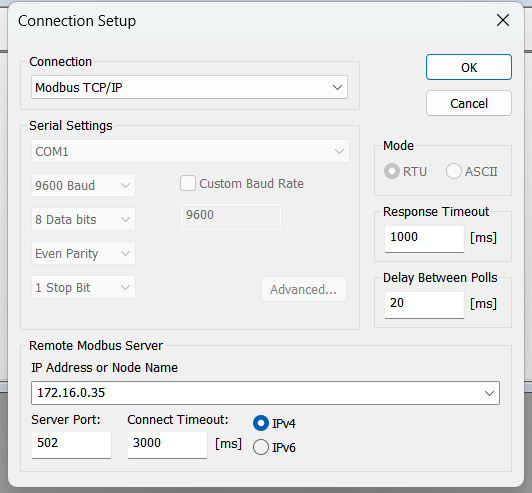 Connection Setup
Connection
OK
Modbus TCP/IP
Cancel
Serial Settings
COM1
Mode
RTU ASCII
9600 Baud
Custom Baud Rate
8 Data bits
9600
Response Timeout
1000 [ms]
Even Parity
1 Stop Bit
Advanced...
Delay Between Polls
20 [ms]
Remote Modbus Server
IP Address or Node Name
172.16.0.35
Server Port: Connect Timeout:
IPv4
502 3000 [ms]
IPv6